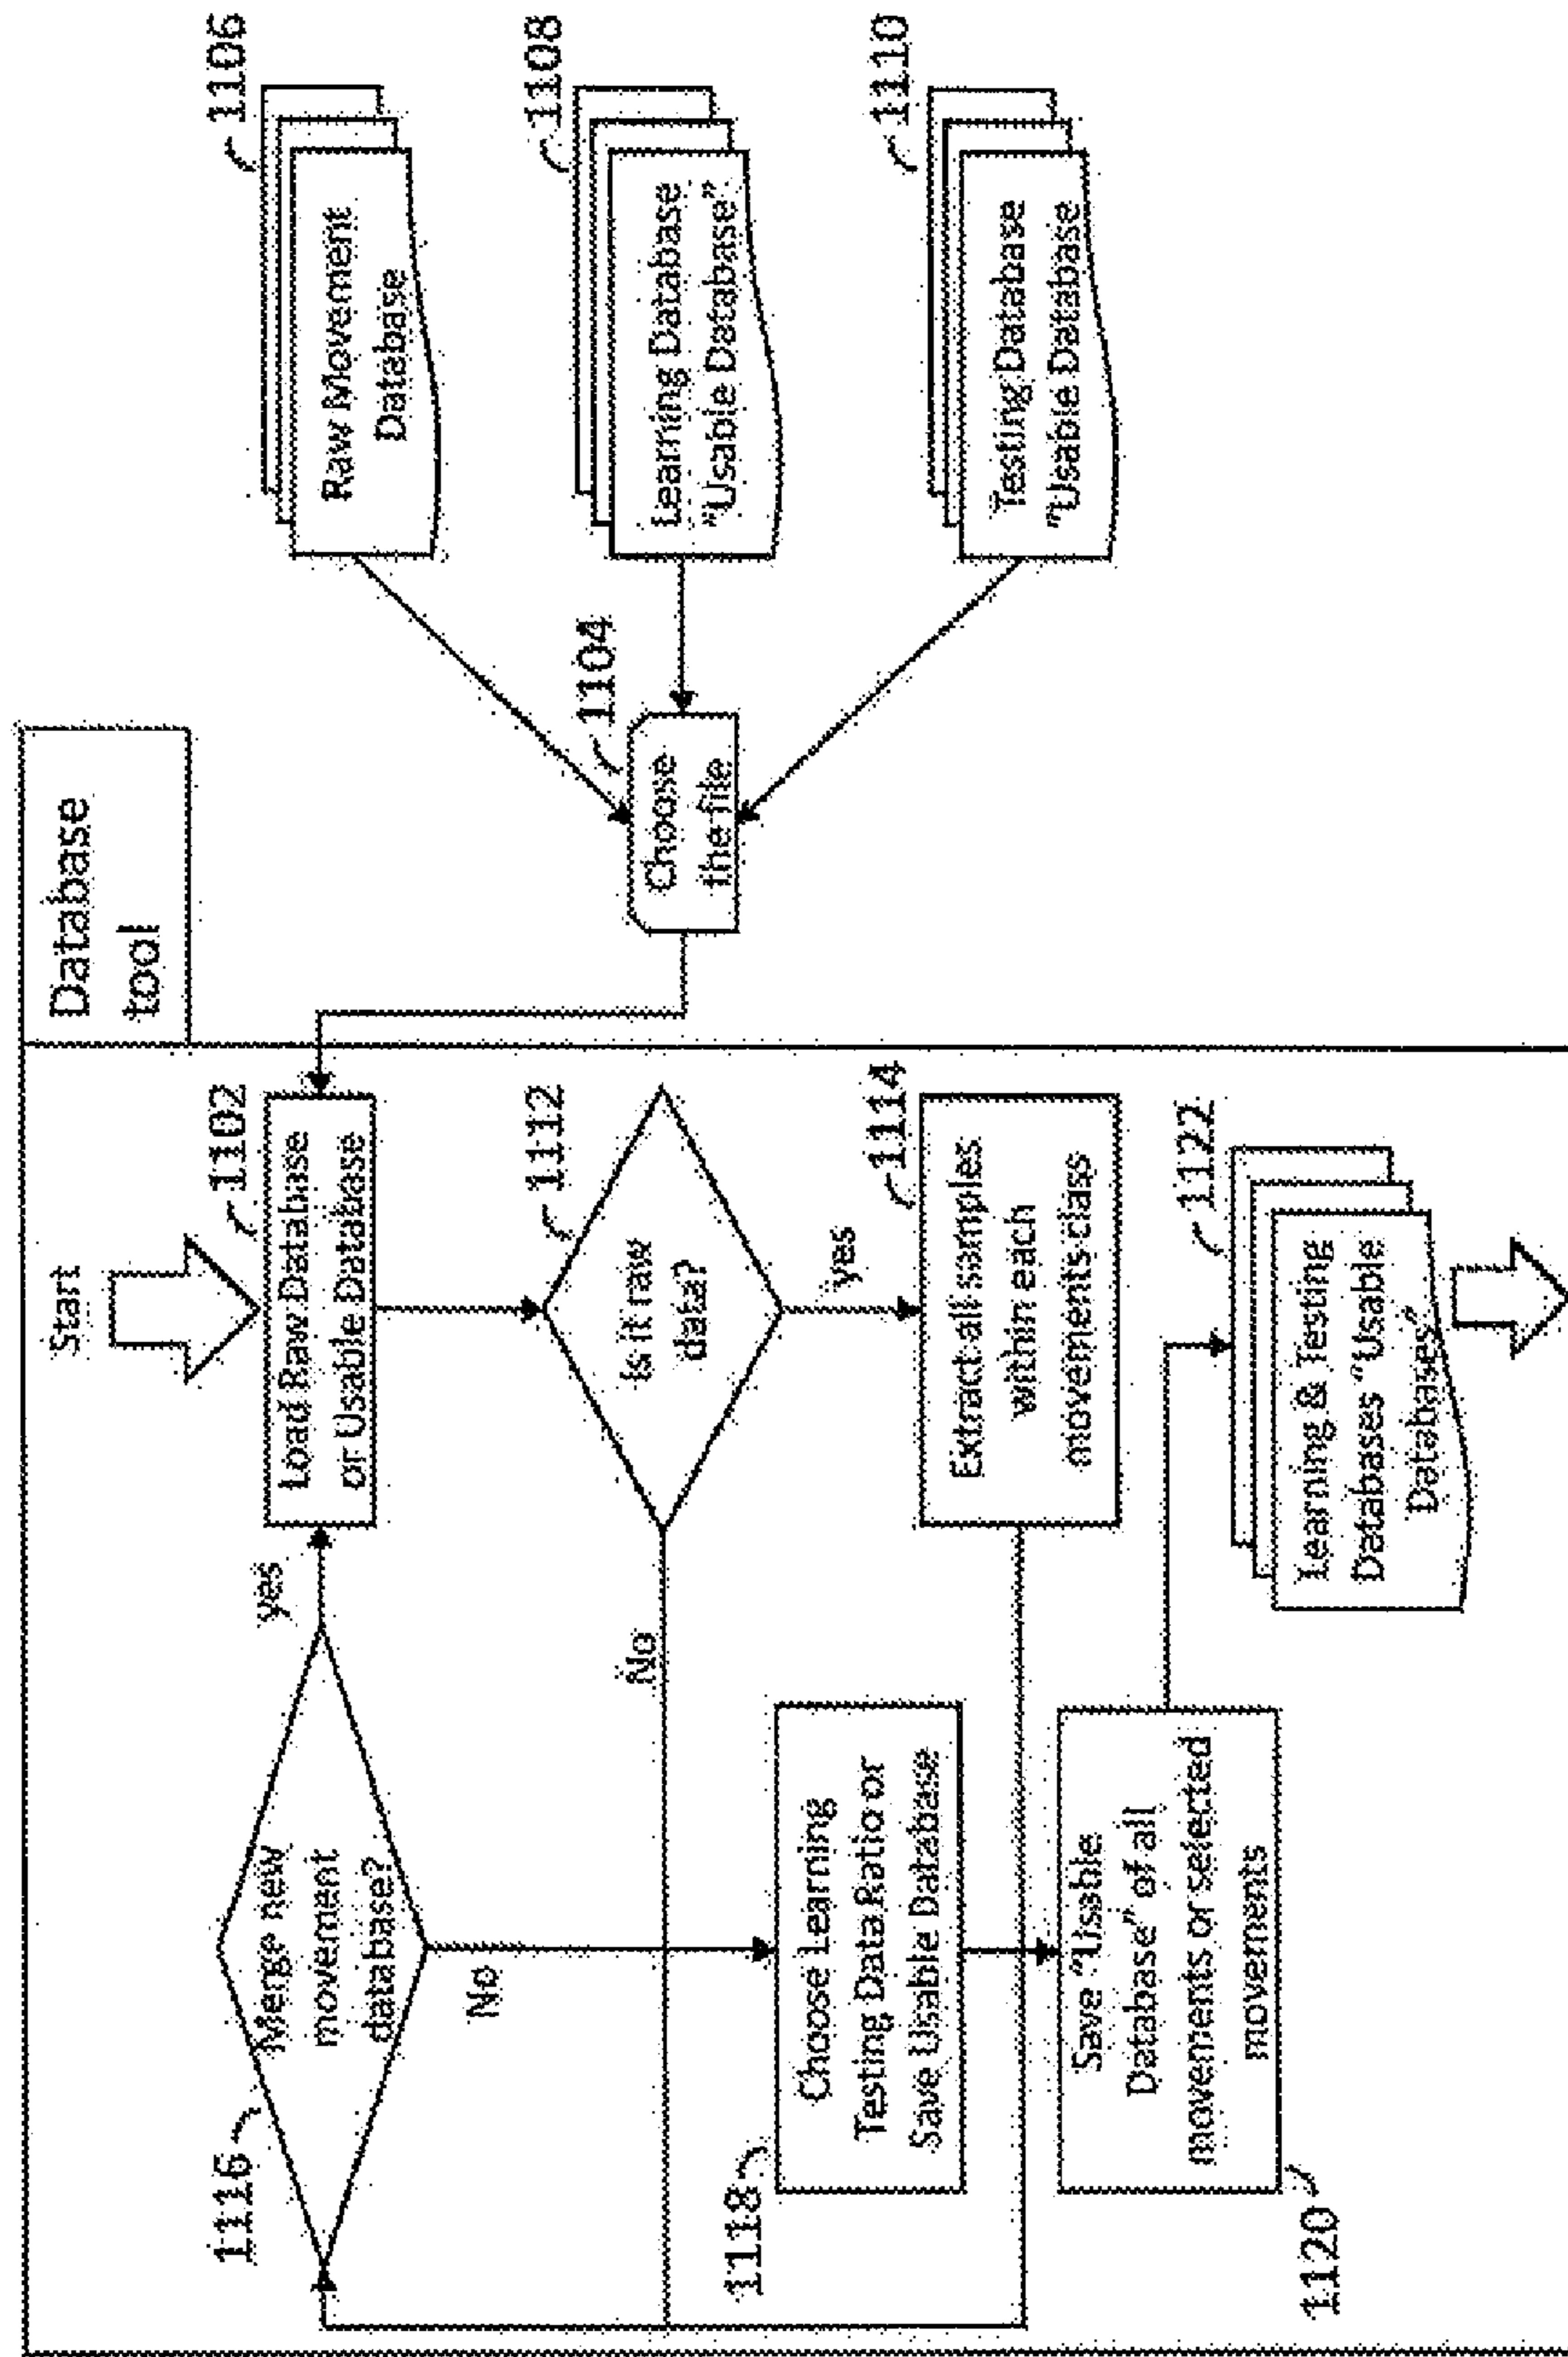 Database
tool
Start
1102
Load Raw Database
or Usable Database
1104
Choose
the file
1106
Raw Movement
Database
1108
Learning Database
"Usable Database"
1110
Testing Database
"Usable Database
1112
Is it raw
data?
yes
No
1114
Extract all samples
within each
movements class
1116
Merge new
movement
database?
yes
No
1118
Choose Learning
Testing Data Ratio or
Save Usable Database
1120
Save "Usable
Database" of all
movements or selected
movements
1122
Learning & Testing
Databases "Usable
Databases"